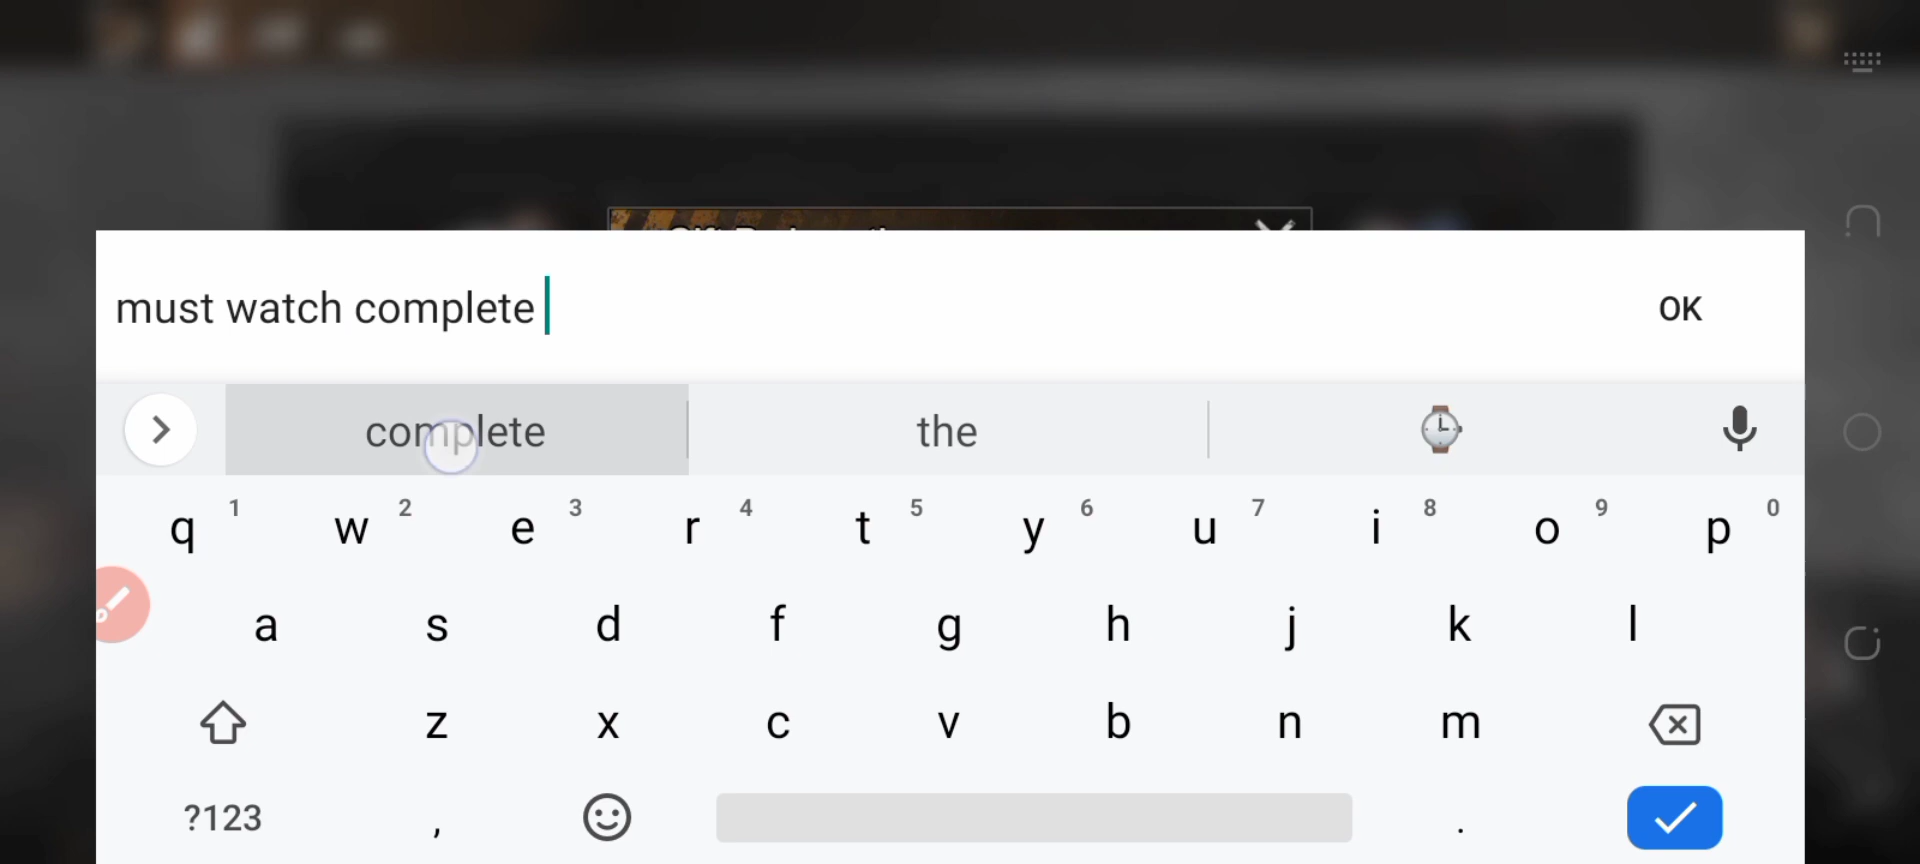 must watch complete
OK
complete
the
q 1 w 2 e 3 r 4 t 5 y 6 u 7 i 8 o 9 p 0
a s d f g h j k l
z x c v b n m
?123 , .